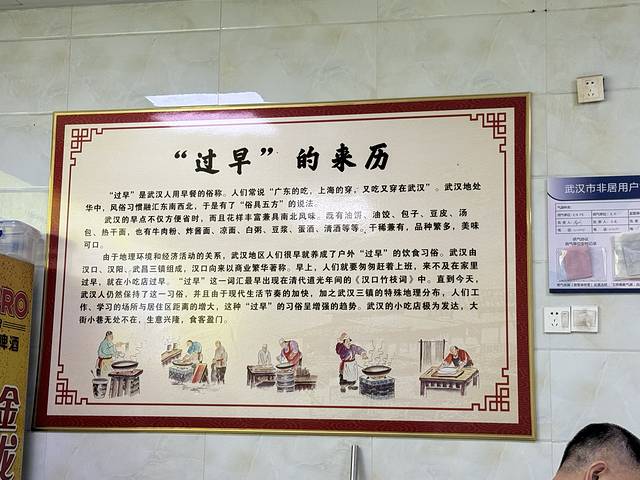 “过早”的来历
“过早”是武汉人用早餐的俗称。人们常说“广东的吃，上海的穿，又吃又穿在武汉”。武汉地处
华中，风俗习惯融汇东南西北，于是有了“俗具五方”的说法。
武汉的早点不仅方便省时，而且花样丰富兼具南北风味。既有油饼、油饺、包子、豆皮、汤
包、热干面，也有牛肉粉、炸酱面、凉面、白粥、豆浆、蛋酒、清酒等等。干稀兼有，品种繁多，美味
可口。
由于地理环境和经济活动的关系，武汉地区人们很早就养成了户外“过早”的饮食习俗。武汉由
汉口、汉阳、武昌三镇组成，汉口向来以商业繁华著称。早上，人们就要匆匆赶着上班，来不及在家里
过早，就在小吃店过早。“过早”这一词汇最早出现在清代道光年间的《汉口竹枝词》中。直到今天，
武汉人仍然保持了这一习俗，并且由于现代生活节奏的加快，加之武汉三镇的特殊地理分布，人们工
作、学习的场所与居住区距离的增大，这种“过早”的习俗呈增强的趋势。武汉的小吃店极为发达，大
街小巷无处不在，生意兴隆，食客盈门。
武汉市非居用户
RO
啤酒
金龙